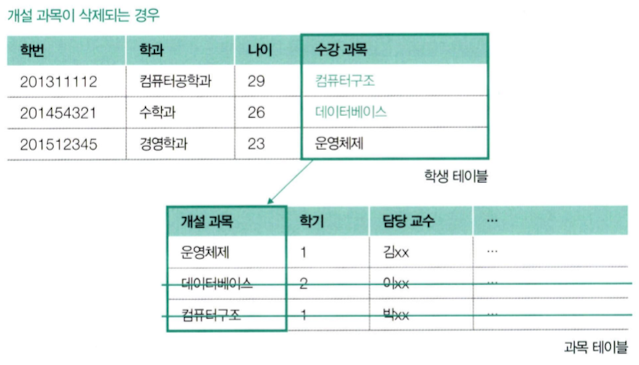 개설 과목이 삭제되는 경우
학번 학과 나이 수강 과목
201311112 컴퓨터공학과 29 컴퓨터구조
201454321 수학과 26 데이터베이스
201512345 경영학과 23 운영체제
학생 테이블
개설 과목 학기 담당 교수 …
운영체제 1 김xx …
데이터베이스 2 이xx …
컴퓨터구조 1 박xx …
과목 테이블